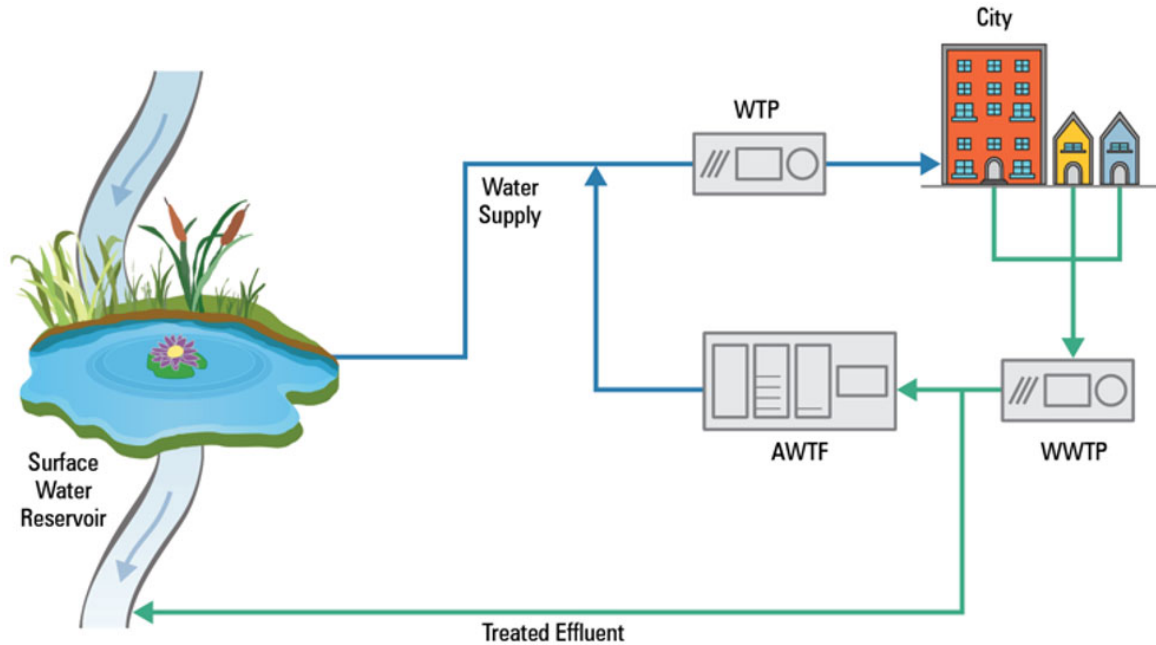 City
WTP
Water
Supply
AWTF
WWTP
Surface
Water
Reservoir
Treated Effluent